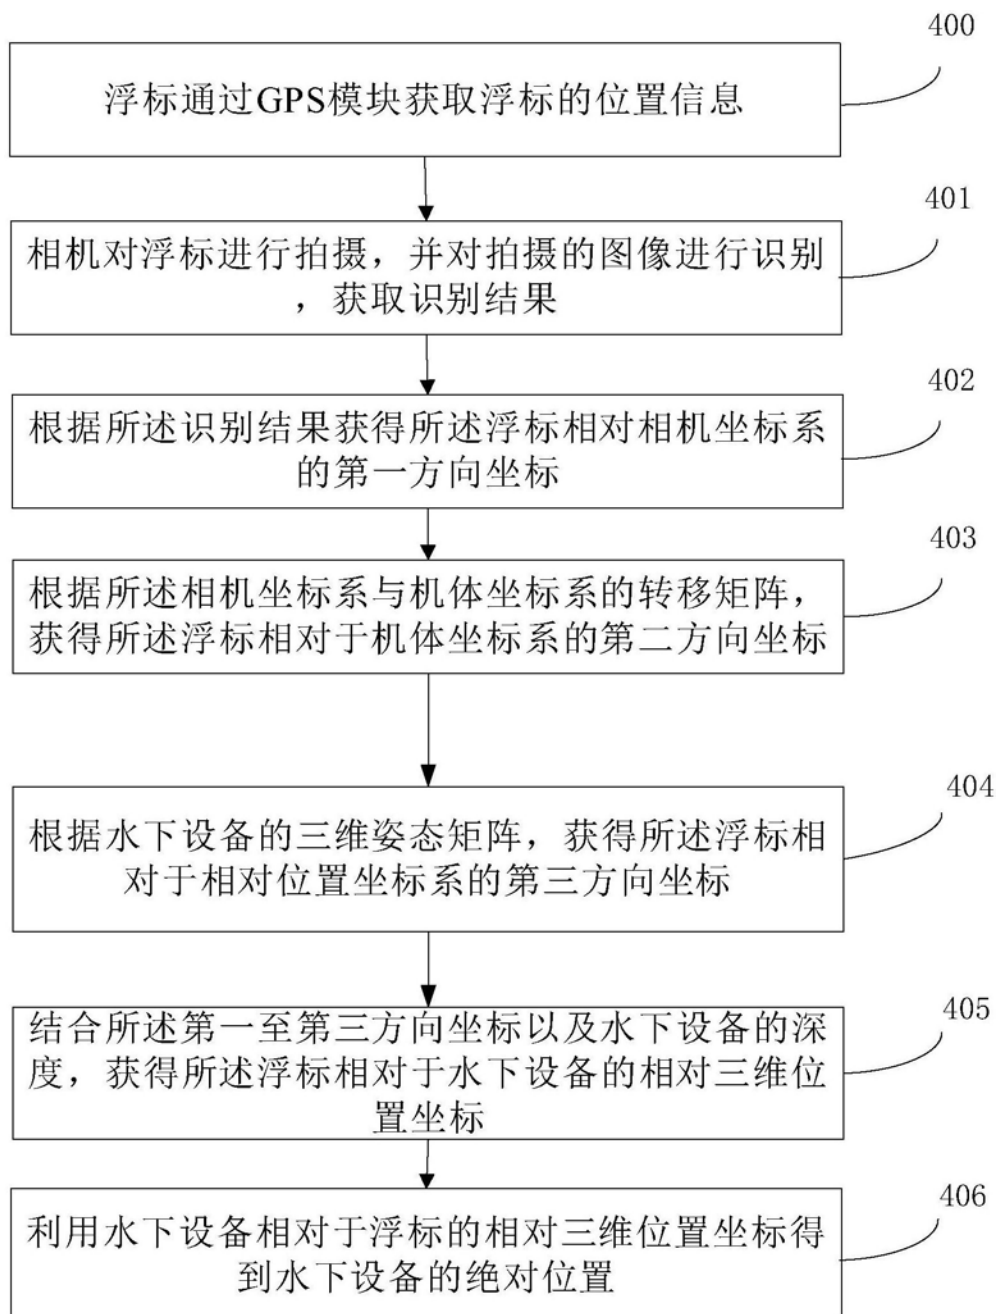 400
浮标通过GPS模块获取浮标的位置信息
401
相机对浮标进行拍摄，并对拍摄的图像进行识别
，获取识别结果
402
根据所述识别结果获得所述浮标相对相机坐标系
的第一方向坐标
403
根据所述相机坐标系与机体坐标系的转移矩阵，
获得所述浮标相对于机体坐标系的第二方向坐标
404
根据水下设备的三维姿态矩阵，获得所述浮标相
对于相对位置坐标系的第三方向坐标
405
结合所述第一至第三方向坐标以及水下设备的深
度，获得所述浮标相对于水下设备的相对三维位
置坐标
406
利用水下设备相对于浮标的相对三维位置坐标得
到水下设备的绝对位置